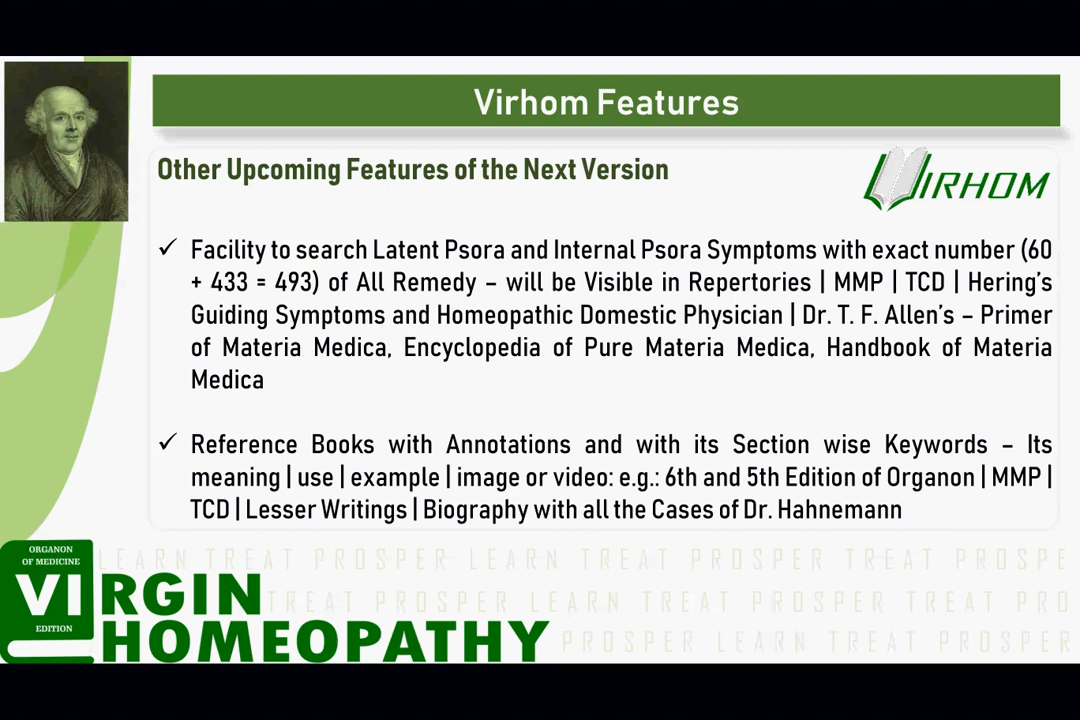 Virhom Features
Other Upcoming Features of the Next Version
VIRHOM
✓ Facility to search Latent Psora and Internal Psora Symptoms with exact number (60
+ 433 = 493) of All Remedy – will be Visible in Repertories | MMP | TCD | Hering's
Guiding Symptoms and Homeopathic Domestic Physician | Dr. T. F. Allen's – Primer
of Materia Medica, Encyclopedia of Pure Materia Medica, Handbook of Materia
Medica
✓ Reference Books with Annotations and with its Section wise Keywords – Its
meaning | use | example | image or video: e.g.: 6th and 5th Edition of Organon | MMP |
TCD | Lesser Writings | Biography with all the Cases of Dr. Hahnemann
LEARN TREAT PROSPER LEARN TREAT PROSPER TREAT PROSPE
TREAT PROSPER LEARN TREAT PROSPER TREAT PRO
PROSPER LEARN TREAT PROSPER
ORGANON
OF MEDICINE
VIRGIN
EDITION
HOMEOPATHY